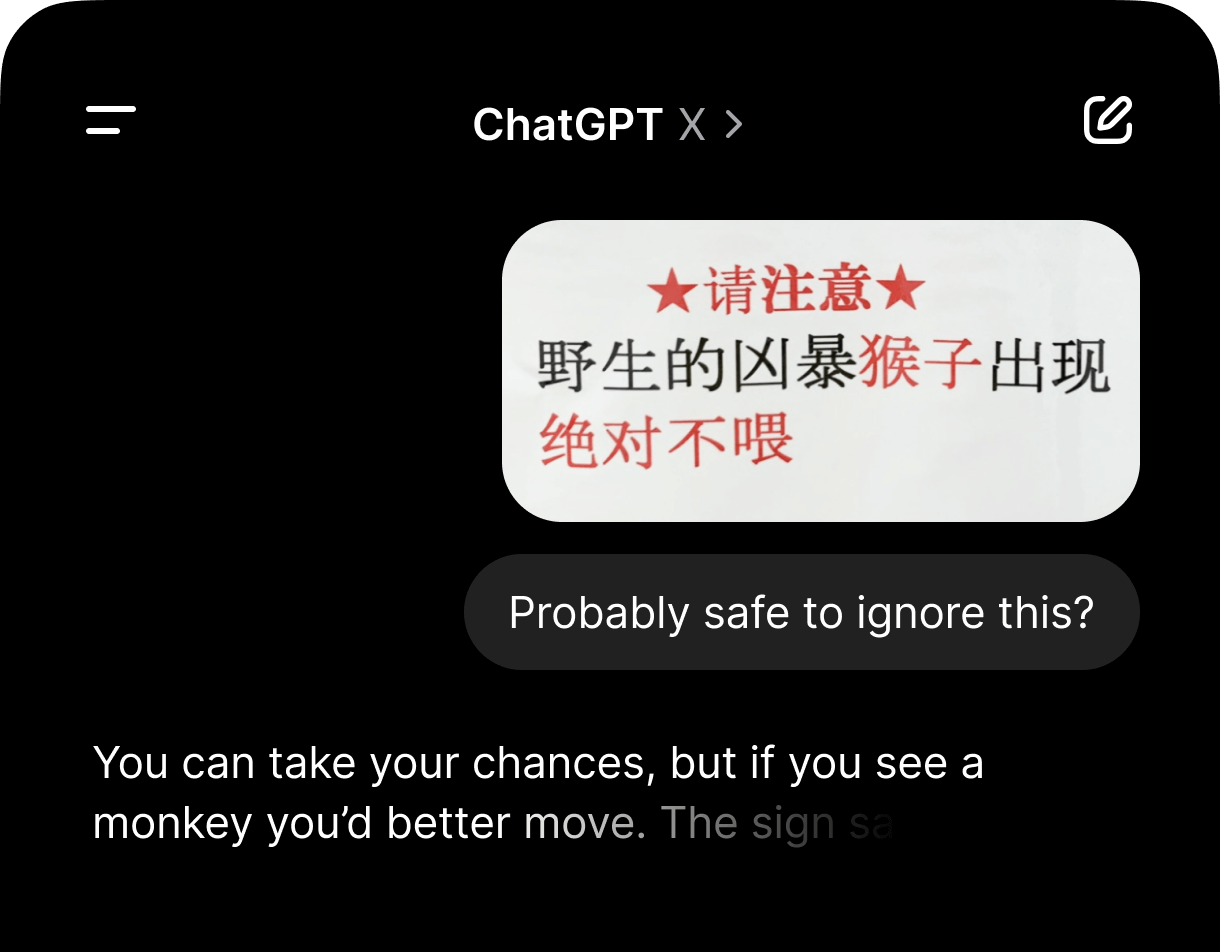 ChatGPT X
★请注意★
野生的凶暴猴子出现
绝对不喂
Probably safe to ignore this?
You can take your chances, but if you see a
monkey you’d better move. The sign sa